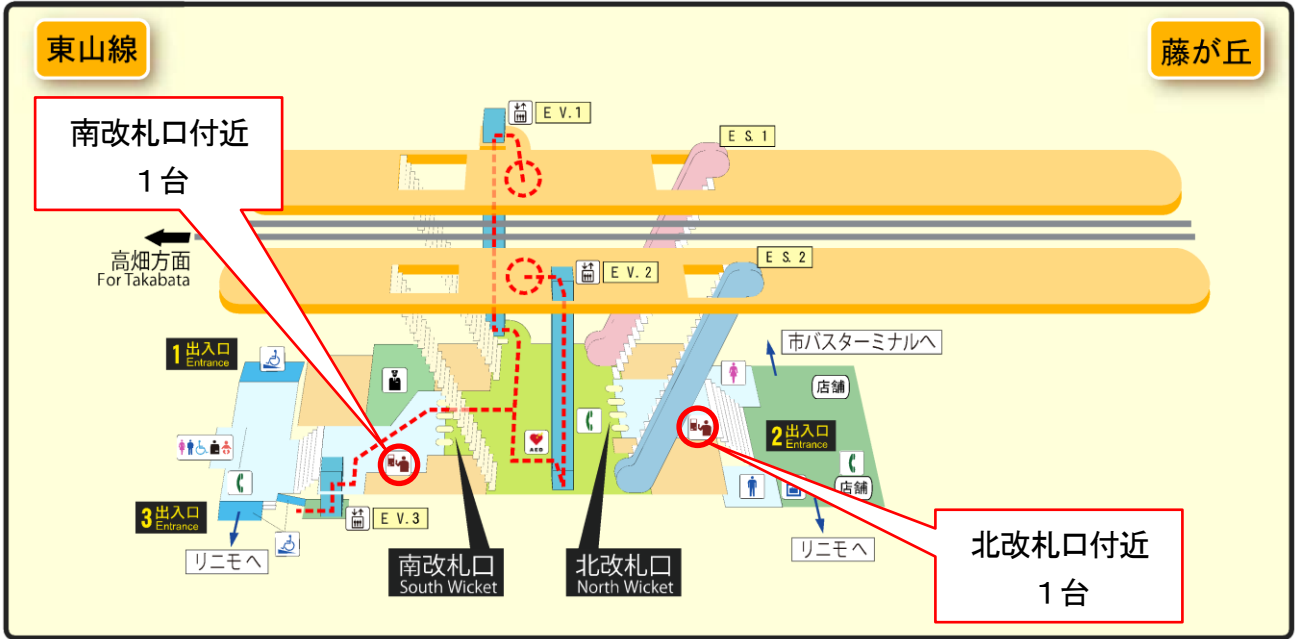 東山線
藤が丘
南改札口付近
1台
E V.1
E S.1
高畑方面
For Takabata
E V.2
E S.2
1出入口
Entrance
市バスターミナルへ
店舗
2出入口
Entrance
AED
店舗
3出入口
Entrance
E V.3
リニモへ
南改札口
South Wicket
北改札口
North Wicket
リニモへ
北改札口付近
1台